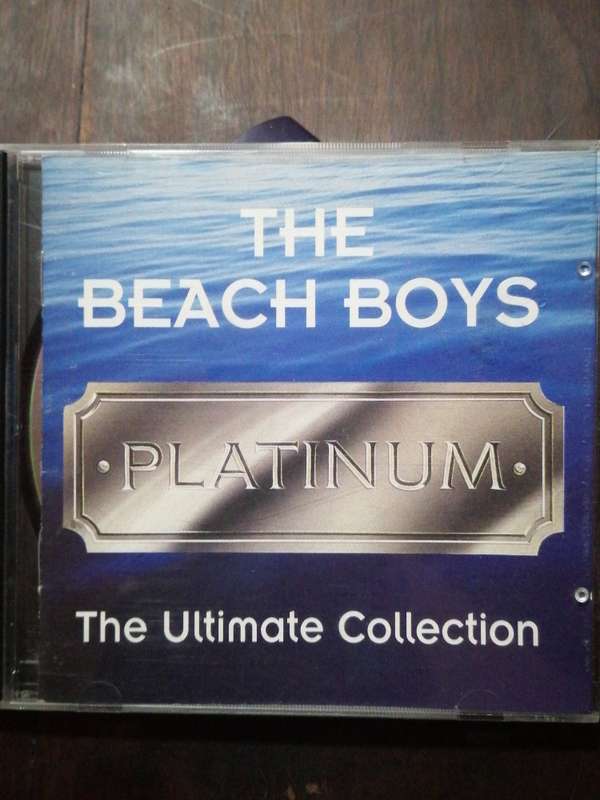 THE
BEACH BOYS
PLATINUM
The Ultimate Collection